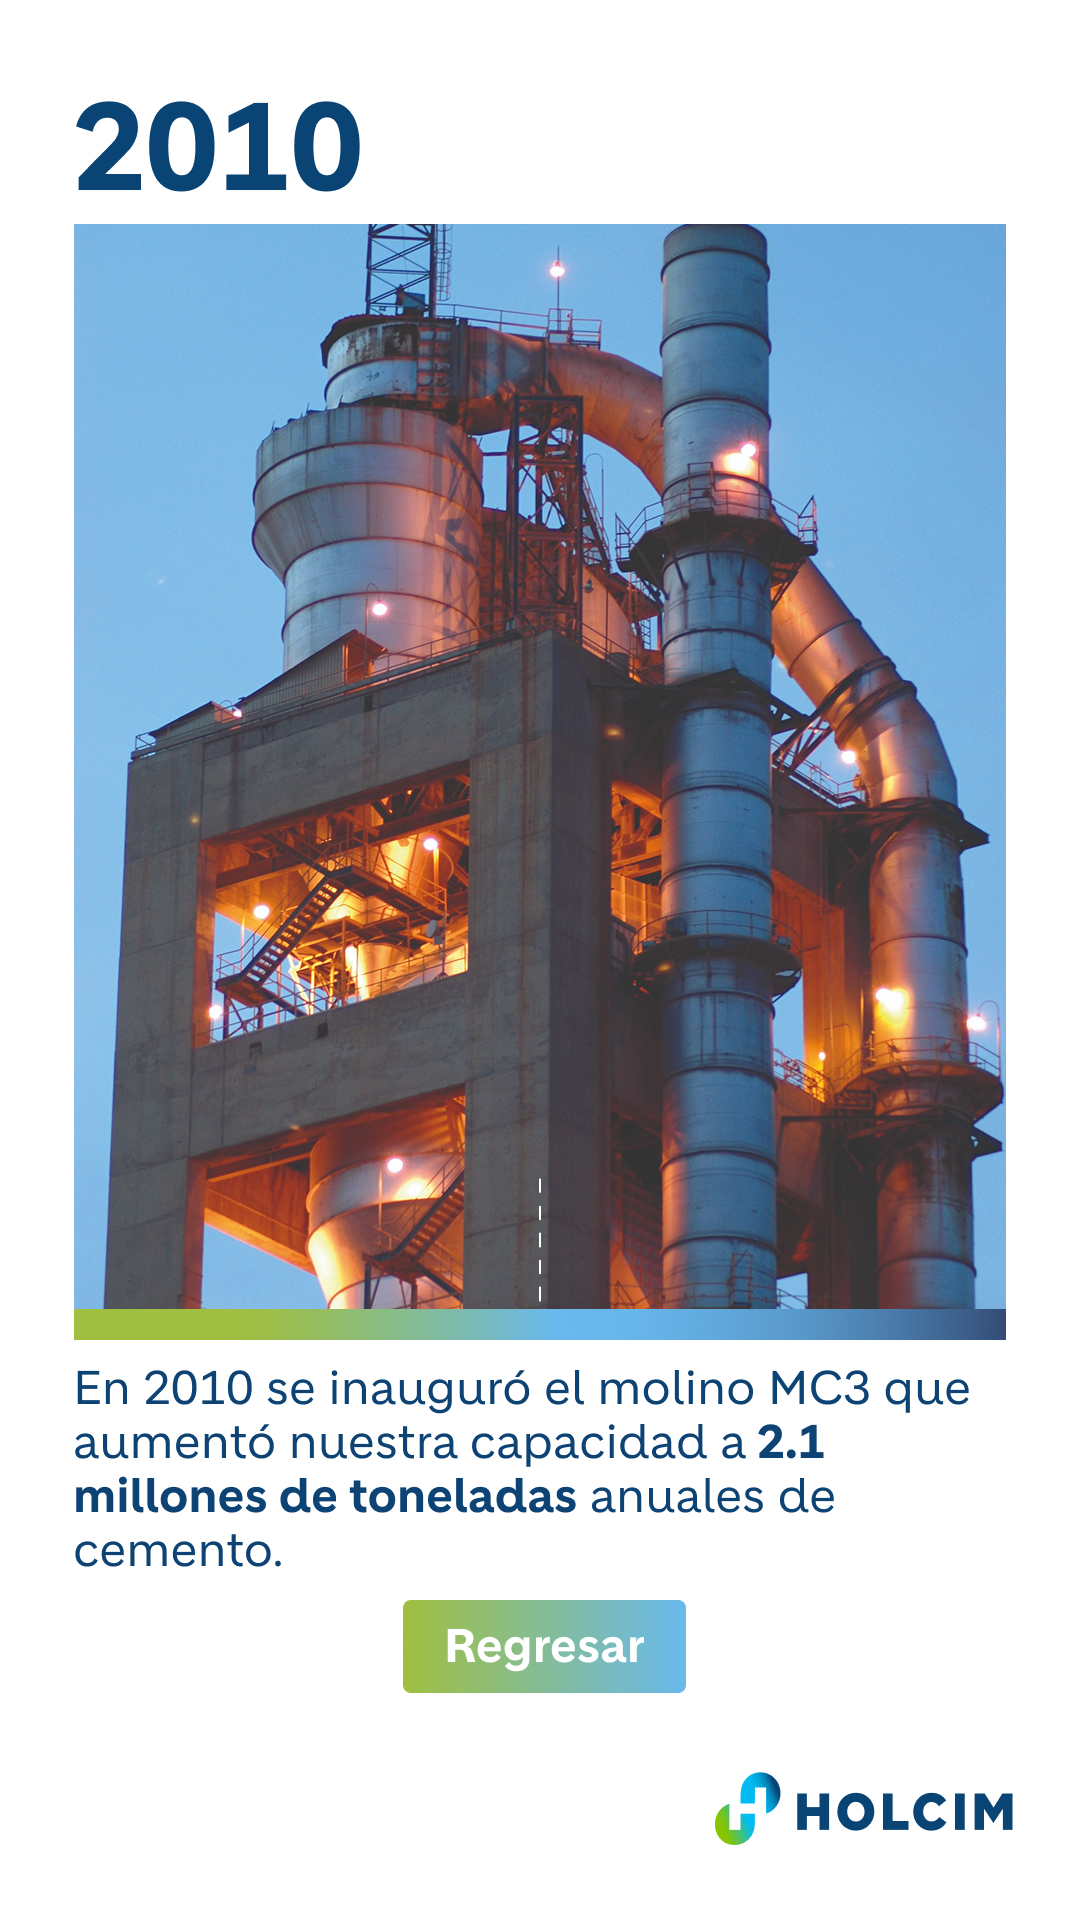 2010
En 2010 se inauguró el molino MC3 que
aumentó nuestra capacidad a 2.1
millones de toneladas anuales de
cemento.
Regresar
HOLCIM